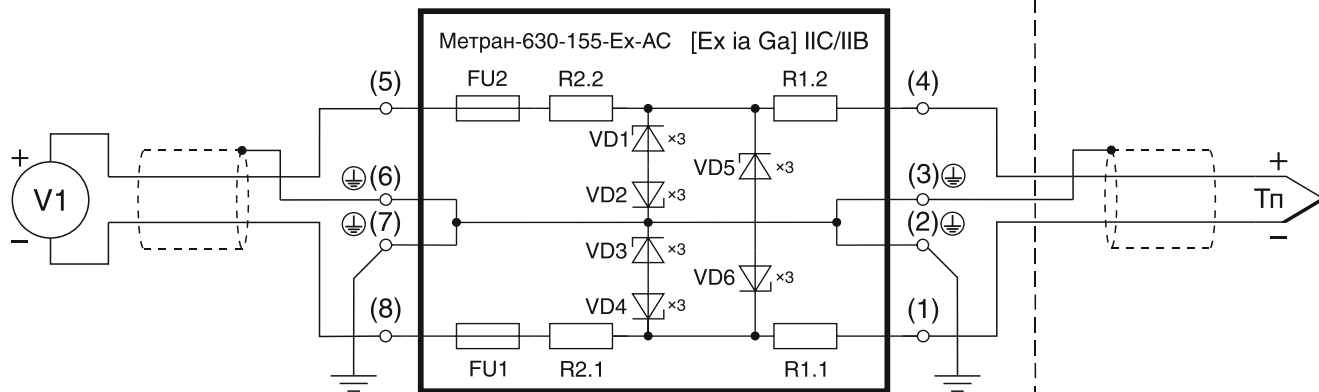 Метран-630-155-Ex-AC [Ex ia Ga] IIC/IIB
(5) FU2 R2.2 R1.2 (4)
VD1 ×3
+ (6) VD5 ×3 (3) +
V1 VD2 ×3 Тп
− (7) (2) −
VD3 ×3
VD6 ×3
(8) VD4 ×3 (1)
FU1 R2.1 R1.1